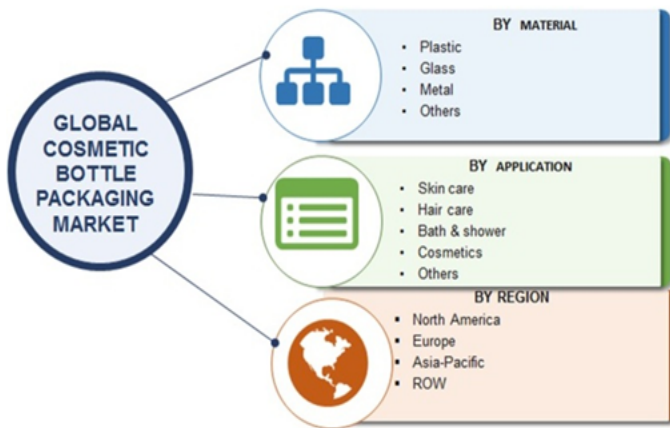 GLOBAL
COSMETIC
BOTTLE
PACKAGING
MARKET
BY MATERIAL
Plastic
Glass
Metal
Others
BY APPLICATION
Skin care
Hair care
Bath & shower
Cosmetics
Others
BY REGION
North America
Europe
Asia-Pacific
ROW